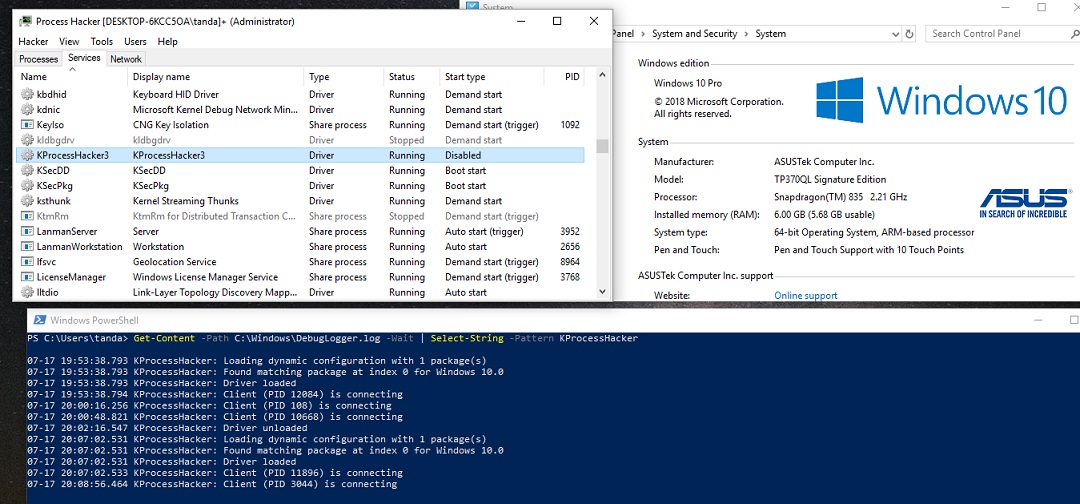 Process Hacker [DESKTOP-6KCC5OA\tanda]+ (Administrator)
Hacker View Tools Users Help
Processes Services Network
Name Display name Type Status Start type PID
kbdhid Keyboard HID Driver Driver Running Demand start
kdnic Microsoft Kernel Debug Network Min... Driver Running Demand start
KeyIso CNG Key Isolation Share process Running Demand start (trigger) 1092
kldbgdrv kldbgdrv Driver Stopped Demand start
KProcessHacker3 KProcessHacker3 Driver Running Disabled
KSecDD KSecDD Driver Running Boot start
KSecPkg KSecPkg Driver Running Boot start
ksthunk Kernel Streaming Thunks Driver Running Demand start
KtmRm KtmRm for Distributed Transaction C... Share process Stopped Demand start (trigger)
LanmanServer Server Share process Running Auto start (trigger) 3952
LanmanWorkstation Workstation Share process Running Auto start 2656
lfsvc Geolocation Service Share process Running Demand start (trigger) 8964
LicenseManager Windows License Manager Service Share process Running Demand start (trigger) 3768
lltdio Link-Layer Topology Discovery Mapp... Driver Running Auto start
System
Panel > System and Security > System
Search Control Panel
Windows edition
Windows 10 Pro
© 2018 Microsoft Corporation.
All rights reserved.
Windows 10
System
Manufacturer: ASUSTek Computer Inc.
Model: TP370QL Signature Edition
Processor: Snapdragon(TM) 835 2.21 GHz
Installed memory (RAM): 6.00 GB (5.68 GB usable)
System type: 64-bit Operating System, ARM-based processor
Pen and Touch: Pen and Touch Support with 10 Touch Points
ASUS
IN SEARCH OF INCREDIBLE
ASUSTek Computer Inc. support
Website: Online support
Windows PowerShell
PS C:\Users\tanda> Get-Content -Path C:\Windows\DebugLogger.log -Wait | Select-String -Pattern KProcessHacker
07-17 19:53:38.793 KProcessHacker: Loading dynamic configuration with 1 package(s)
07-17 19:53:38.793 KProcessHacker: Found matching package at index 0 for Windows 10.0
07-17 19:53:38.793 KProcessHacker: Driver loaded
07-17 19:53:38.794 KProcessHacker: Client (PID 12084) is connecting
07-17 20:00:16.256 KProcessHacker: Client (PID 108) is connecting
07-17 20:00:48.821 KProcessHacker: Client (PID 10668) is connecting
07-17 20:02:16.547 KProcessHacker: Driver unloaded
07-17 20:07:02.531 KProcessHacker: Loading dynamic configuration with 1 package(s)
07-17 20:07:02.531 KProcessHacker: Found matching package at index 0 for Windows 10.0
07-17 20:07:02.531 KProcessHacker: Driver loaded
07-17 20:07:02.533 KProcessHacker: Client (PID 11896) is connecting
07-17 20:08:56.464 KProcessHacker: Client (PID 3044) is connecting